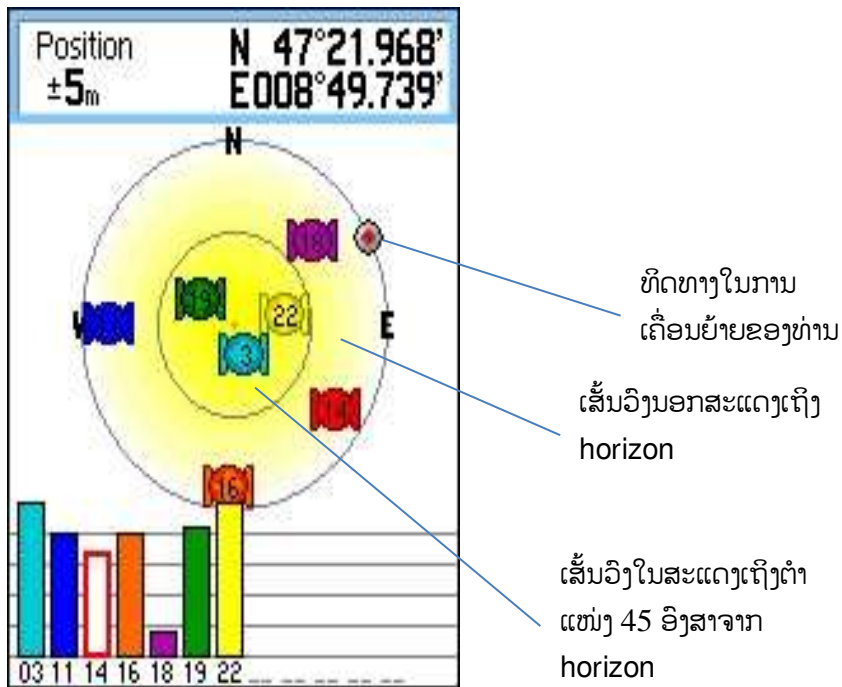 Position N 47°21.968'
±5m E008°49.739'
N
18
19
22
E
3
16
03 11 14 16 18 19 22
ທິດທາງໃນການ
ເຄື່ອນຍ້າຍຂອງທ່ານ
ເສັ້ນວົງນອກສະແດງເຖິງ
horizon
ເສັ້ນວົງໃນສະແດງເຖິງຕຳ
ແໜ່ງ 45 ອົງສາຈາກ
horizon